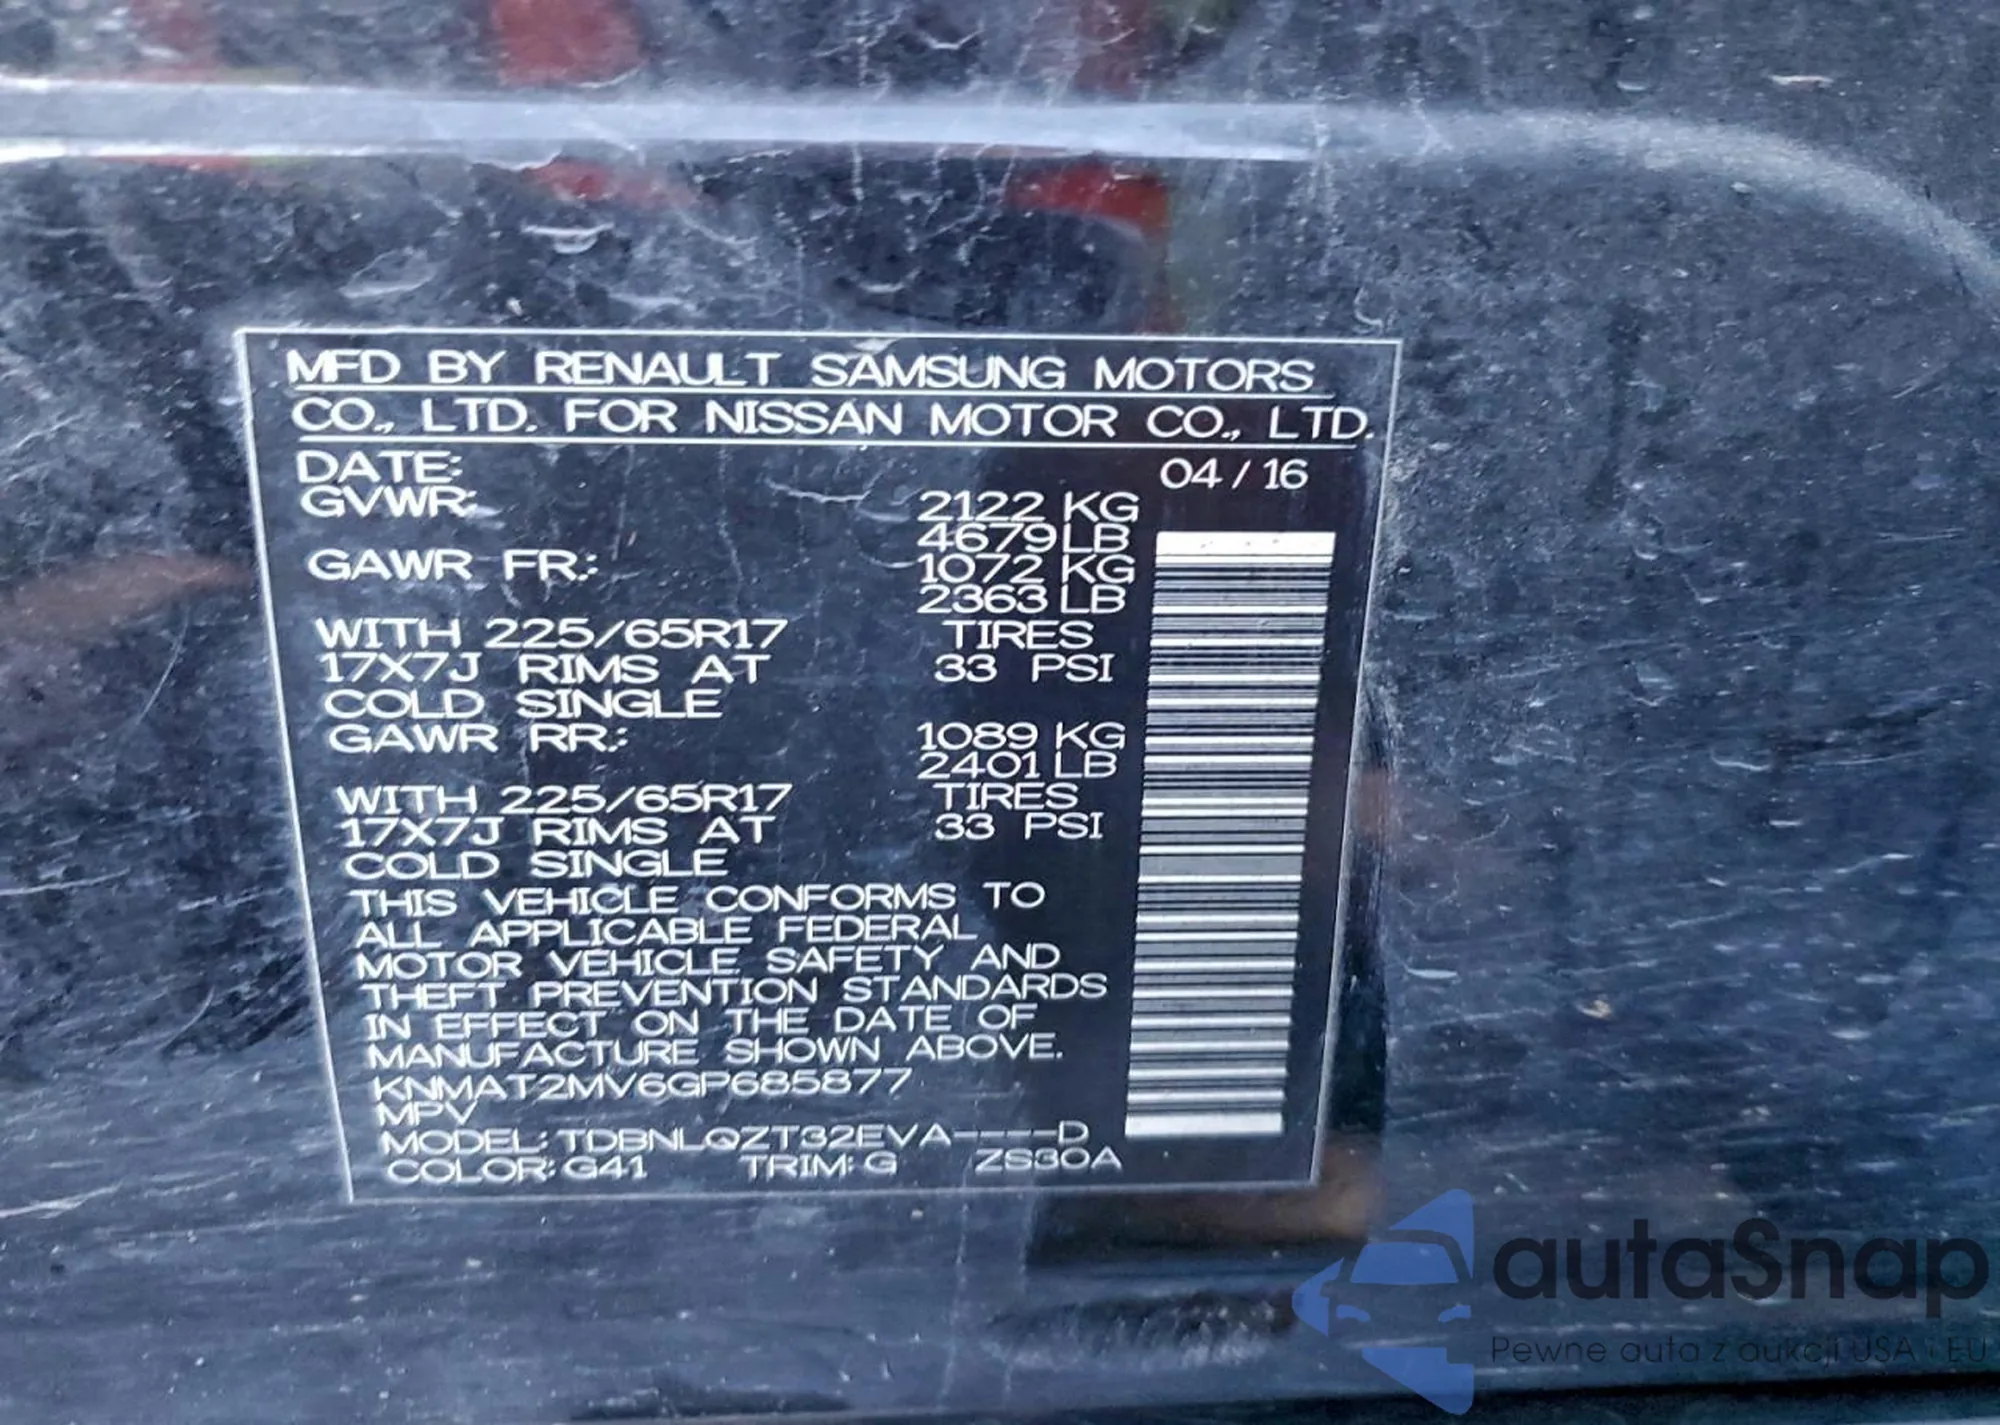 MFD BY RENAULT SAMSUNG MOTORS
CO., LTD. FOR NISSAN MOTOR CO., LTD.
DATE: 04 / 16
GVWR: 2122 KG
4679 LB
GAWR FR.: 1072 KG
2363 LB
WITH 225/65R17 TIRES
17X7J RIMS AT 33 PSI
COLD SINGLE
GAWR RR.: 1089 KG
2401 LB
WITH 225/65R17 TIRES
17X7J RIMS AT 33 PSI
COLD SINGLE
THIS VEHICLE CONFORMS TO
ALL APPLICABLE FEDERAL
MOTOR VEHICLE SAFETY AND
THEFT PREVENTION STANDARDS
IN EFFECT ON THE DATE OF
MANUFACTURE SHOWN ABOVE.
KNMAT2MV6GP685877
MPV
MODEL: TDBNLQZT32EVA----D
COLOR: G41 TRIM: G ZS30A
autaSnap
Pewne auta z aukcji USA i EU